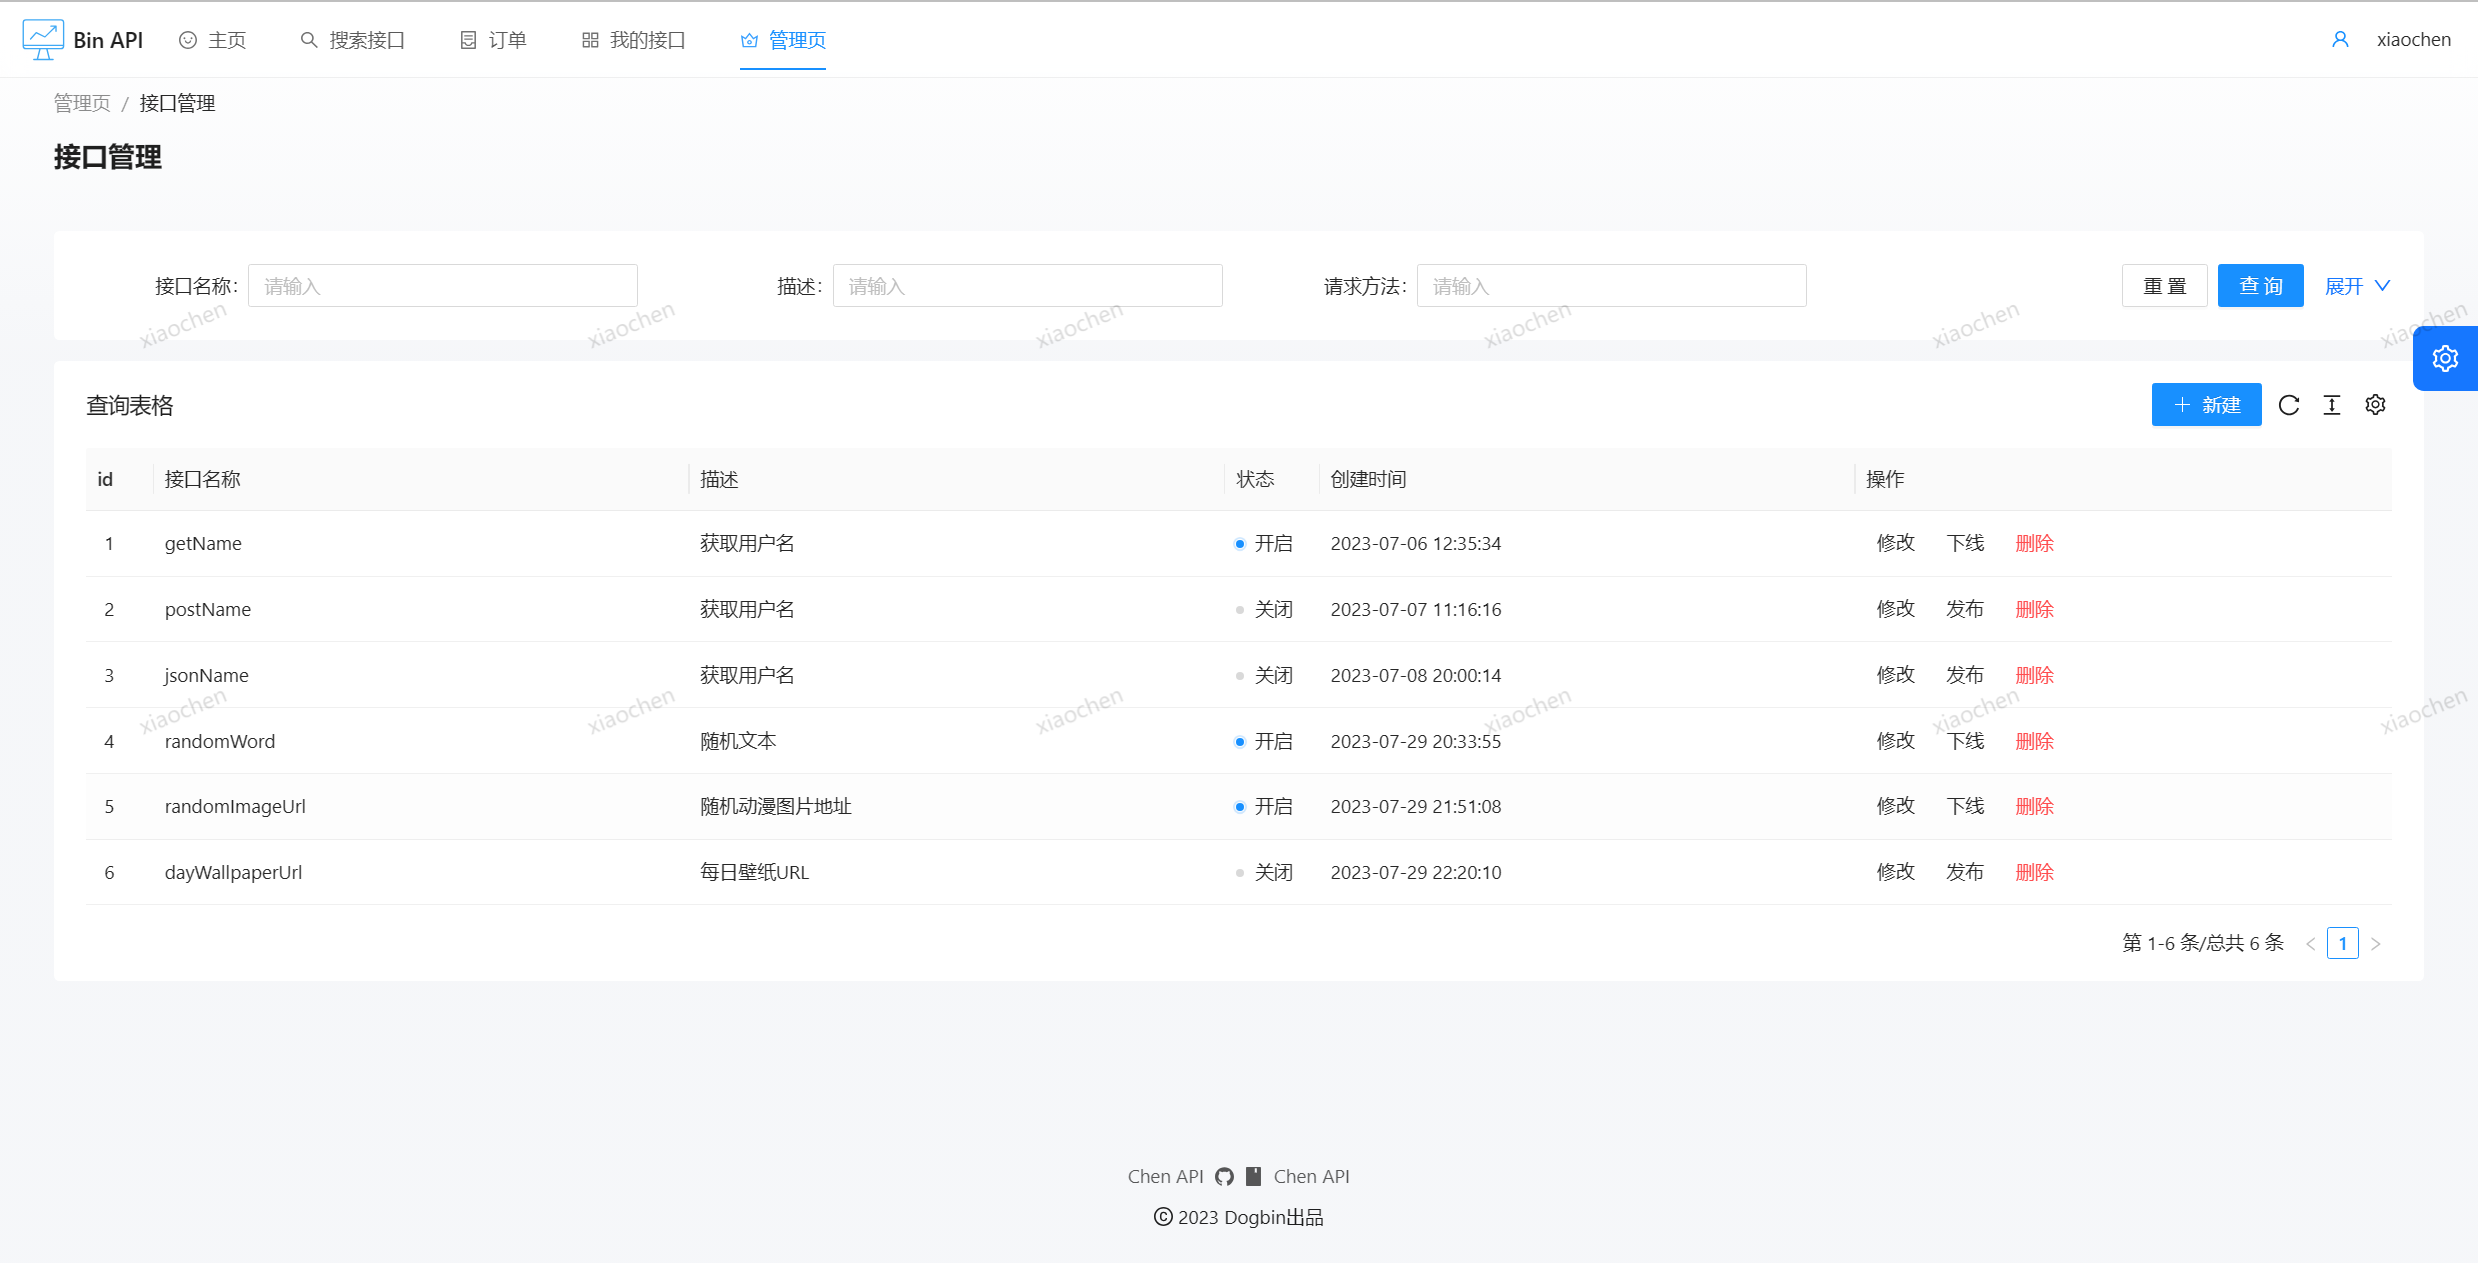 Bin API 主页 搜索接口 订单 我的接口 管理页 xiaochen
管理页 / 接口管理
接口管理
接口名称: 请输入 描述: 请输入 请求方法: 请输入 重 置 查 询 展开
xiaochen xiaochen xiaochen xiaochen xiaochen xiaochen
查询表格 新建
id 接口名称 描述 状态 创建时间 操作
1 getName 获取用户名 开启 2023-07-06 12:35:34 修改 下线 删除
2 postName 获取用户名 关闭 2023-07-07 11:16:16 修改 发布 删除
3 jsonName 获取用户名 关闭 2023-07-08 20:00:14 修改 发布 删除
xiaochen xiaochen xiaochen xiaochen xiaochen xiaochen
4 randomWord 随机文本 开启 2023-07-29 20:33:55 修改 下线 删除
5 randomImageUrl 随机动漫图片地址 开启 2023-07-29 21:51:08 修改 下线 删除
6 dayWallpaperUrl 每日壁纸URL 关闭 2023-07-29 22:20:10 修改 发布 删除
第 1-6 条/总共 6 条 < 1 >
Chen API Chen API
© 2023 Dogbin出品